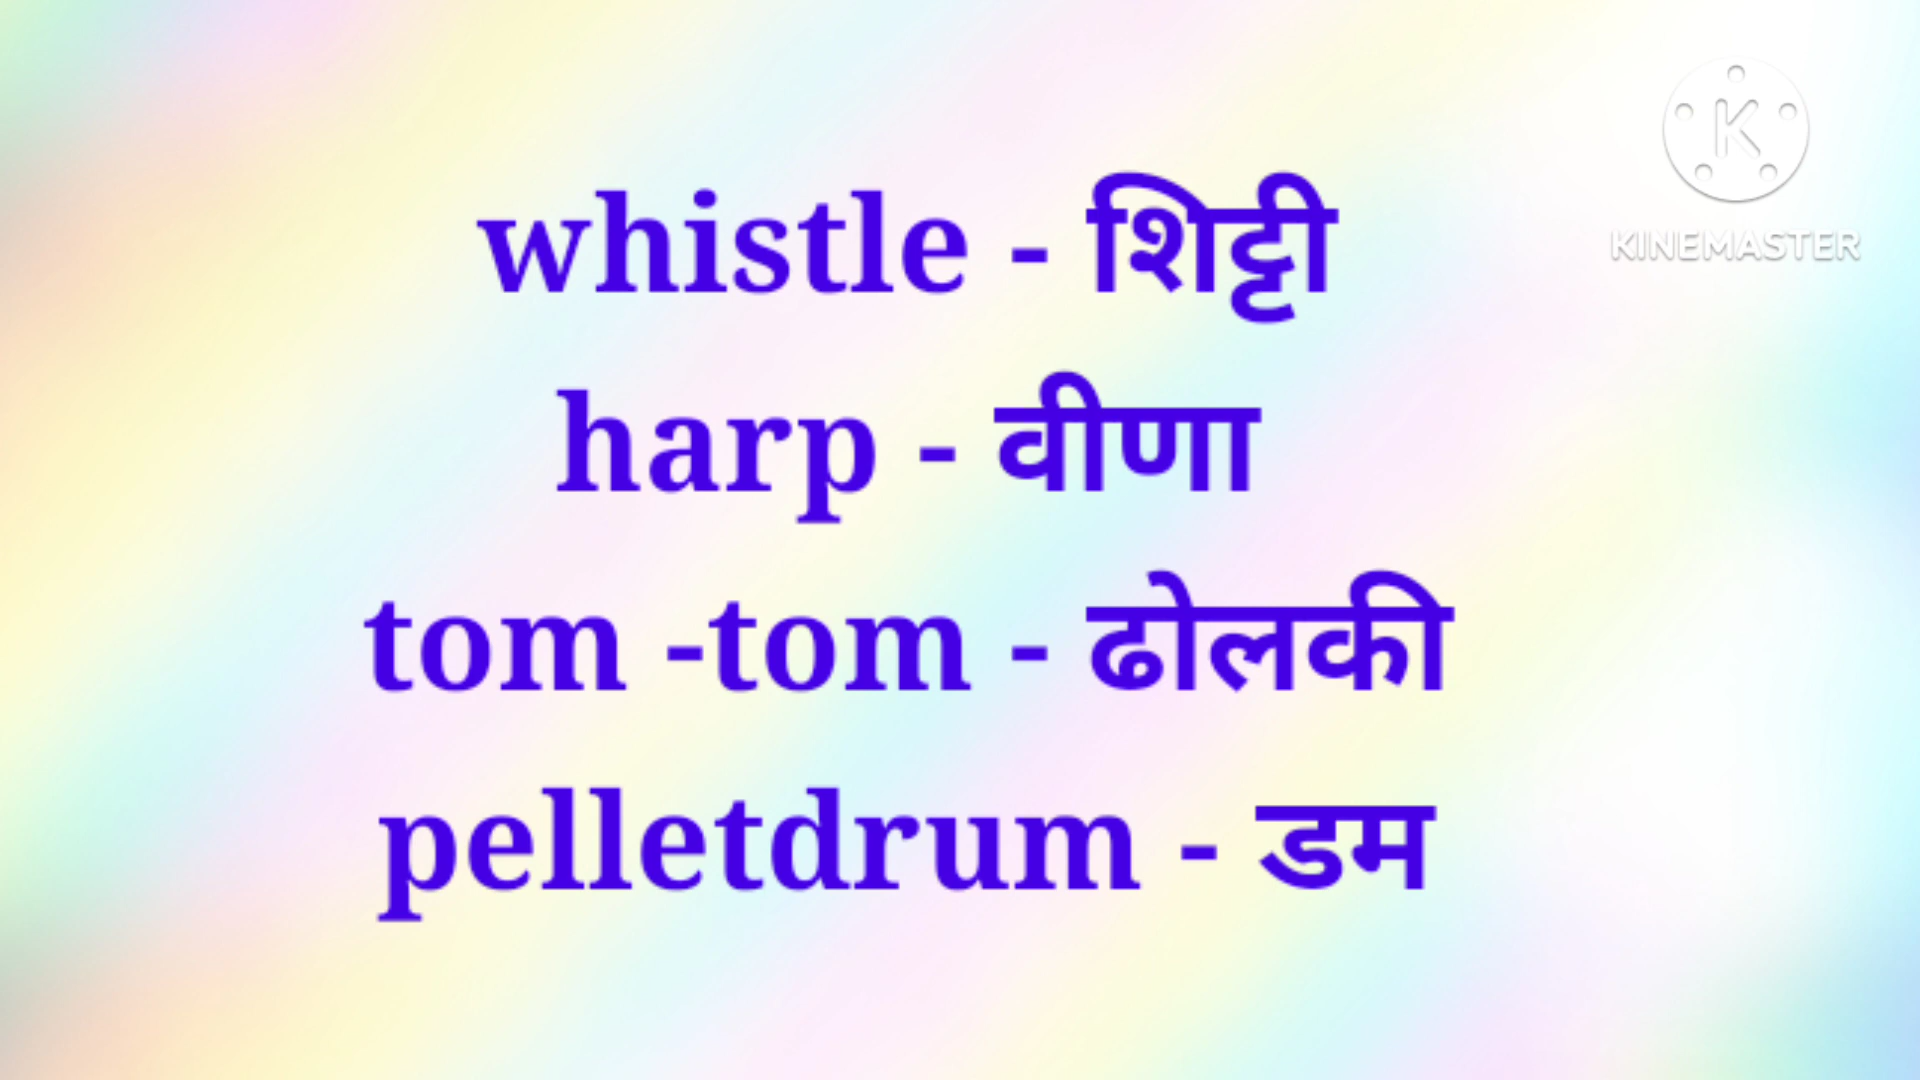 K
KINEMASTER
whistle - शिट्टी
harp - वीणा
tom -tom - ढोलकी
pelletdrum - डम